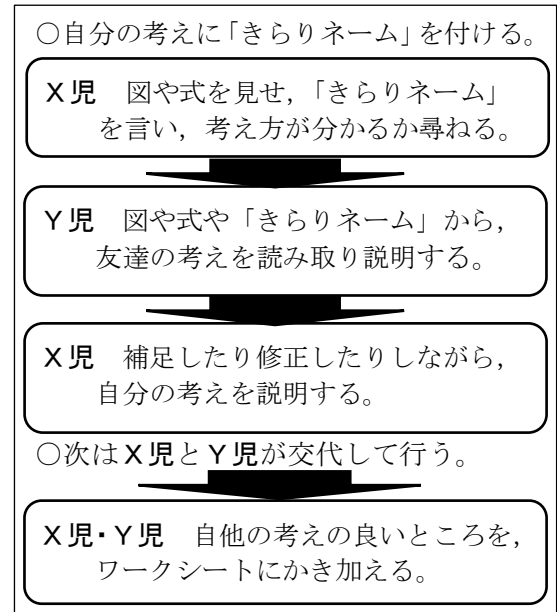 ○自分の考えに「きらりネーム」を付ける。
X児　図や式を見せ，「きらりネーム」
を言い，考え方が分かるか尋ねる。
Y児　図や式や「きらりネーム」から，
友達の考えを読み取り説明する。
X児　補足したり修正したりしながら，
自分の考えを説明する。
○次はX児とY児が交代して行う。
X児・Y児　自他の考えの良いところを，
ワークシートにかき加える。